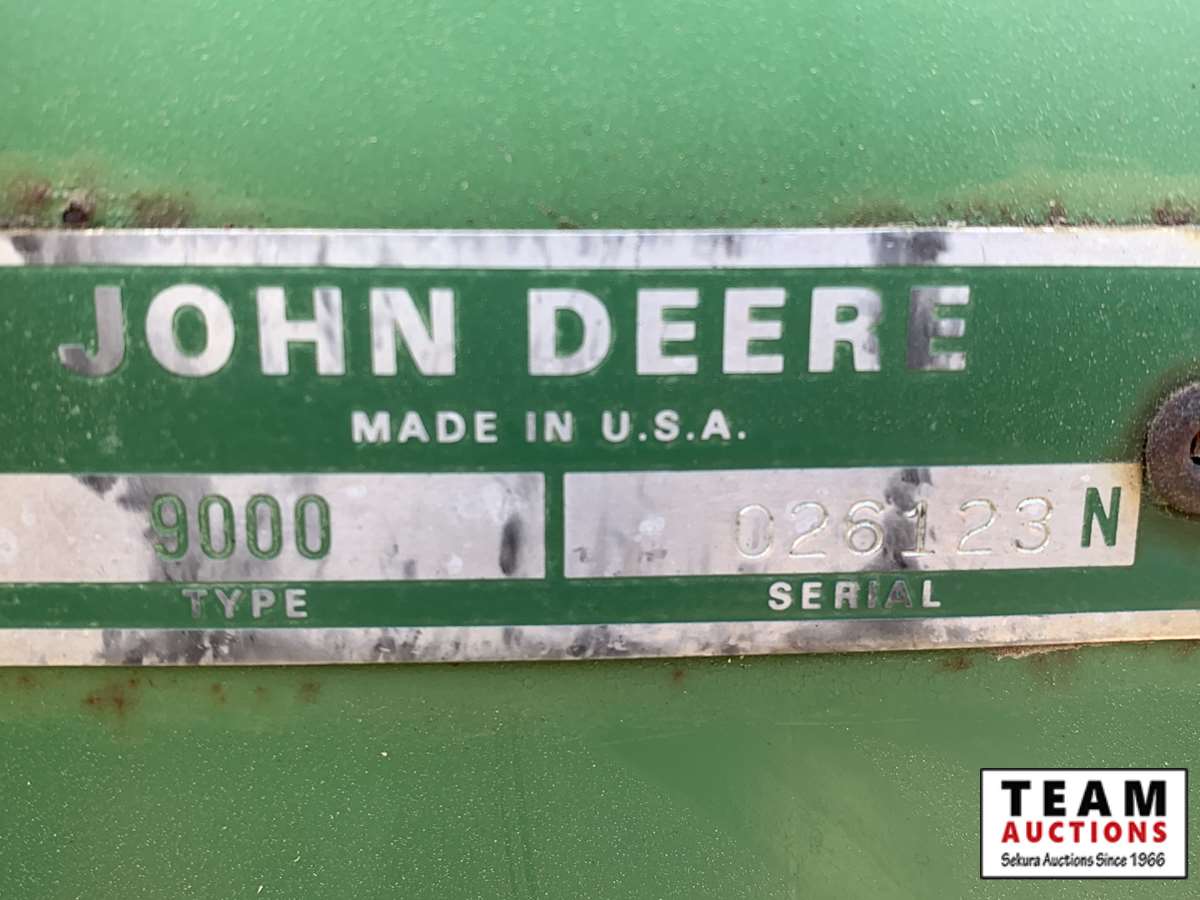 JOHN DEERE
MADE IN U.S.A.
9000 026123 N
TYPE SERIAL
TEAM
AUCTIONS
Sekura Auctions Since 1966